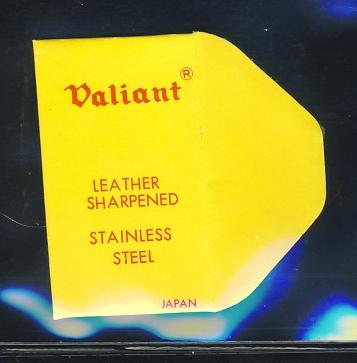 Valiant®
LEATHER
SHARPENED
STAINLESS
STEEL
JAPAN